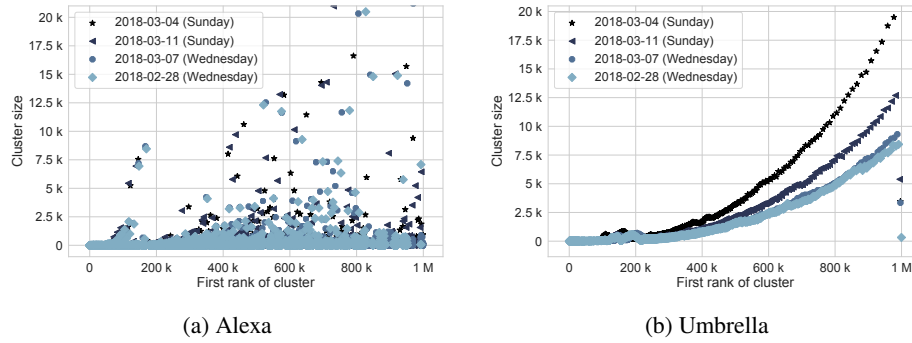 20 k
17.5 k
15 k
12.5 k
10 k
7.5 k
5 k
2.5 k
0
Cluster size
2018-03-04 (Sunday)
2018-03-11 (Sunday)
2018-03-07 (Wednesday)
2018-02-28 (Wednesday)
0 200 k 400 k 600 k 800 k 1 M
First rank of cluster
(a) Alexa
20 k
17.5 k
15 k
12.5 k
10 k
7.5 k
5 k
2.5 k
0
Cluster size
2018-03-04 (Sunday)
2018-03-11 (Sunday)
2018-03-07 (Wednesday)
2018-02-28 (Wednesday)
0 200 k 400 k 600 k 800 k 1 M
First rank of cluster
(b) Umbrella